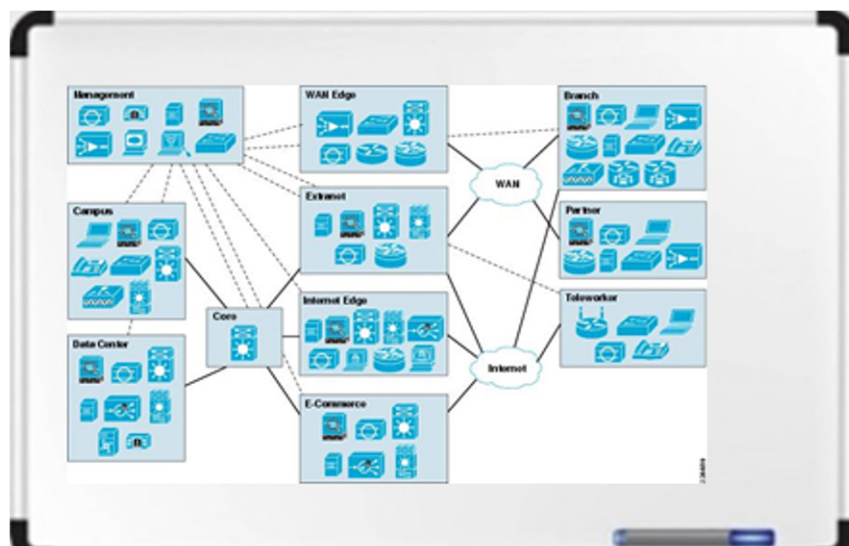 Management
WAN Edge
Branch
WAN
Campus
Extranet
Partner
Core
Internet Edge
Teleworker
Data Center
Internet
E-Commerce